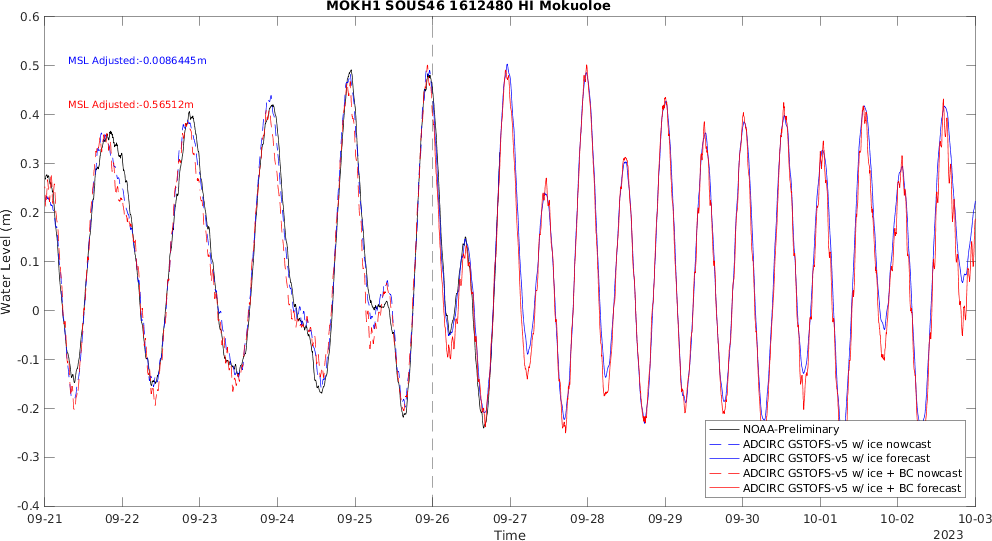 MOKH1 SOUS46 1612480 HI Mokuoloe
0.6
0.5
0.4
0.3
0.2
0.1
0
-0.1
-0.2
-0.3
-0.4
Water Level (m)
MSL Adjusted:-0.0086445m
MSL Adjusted:-0.56512m
NOAA-Preliminary
ADCIRC GSTOFS-v5 w/ ice nowcast
ADCIRC GSTOFS-v5 w/ ice forecast
ADCIRC GSTOFS-v5 w/ ice + BC nowcast
ADCIRC GSTOFS-v5 w/ ice + BC forecast
09-21 09-22 09-23 09-24 09-25 09-26 09-27 09-28 09-29 09-30 10-01 10-02 10-03
Time
2023